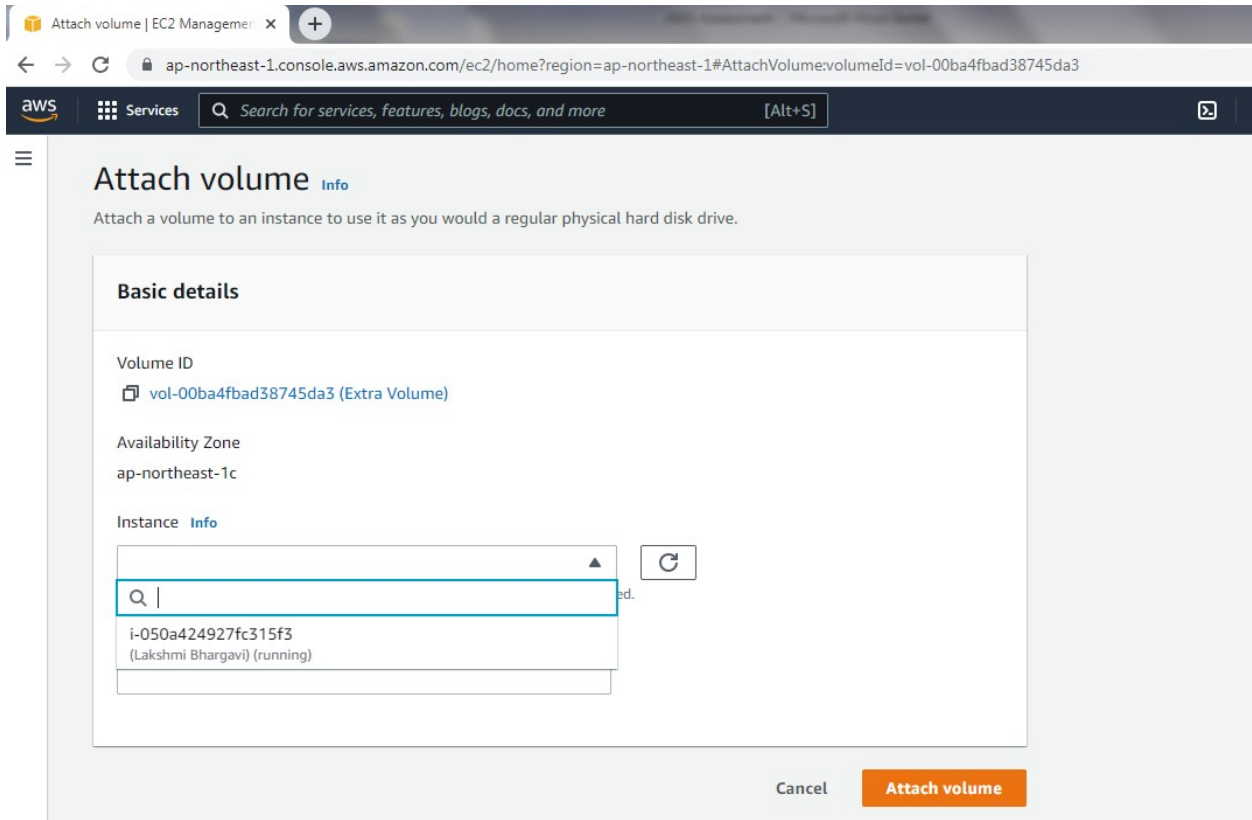 Attach volume | EC2 Managemen
ap-northeast-1.console.aws.amazon.com/ec2/home?region=ap-northeast-1#AttachVolume:volumeId=vol-00ba4fbad38745da3
aws Services Search for services, features, blogs, docs, and more [Alt+S]
Attach volume Info
Attach a volume to an instance to use it as you would a regular physical hard disk drive.
Basic details
Volume ID
vol-00ba4fbad38745da3 (Extra Volume)
Availability Zone
ap-northeast-1c
Instance Info
ed.
i-050a424927fc315f3
(Lakshmi Bhargavi) (running)
Cancel Attach volume